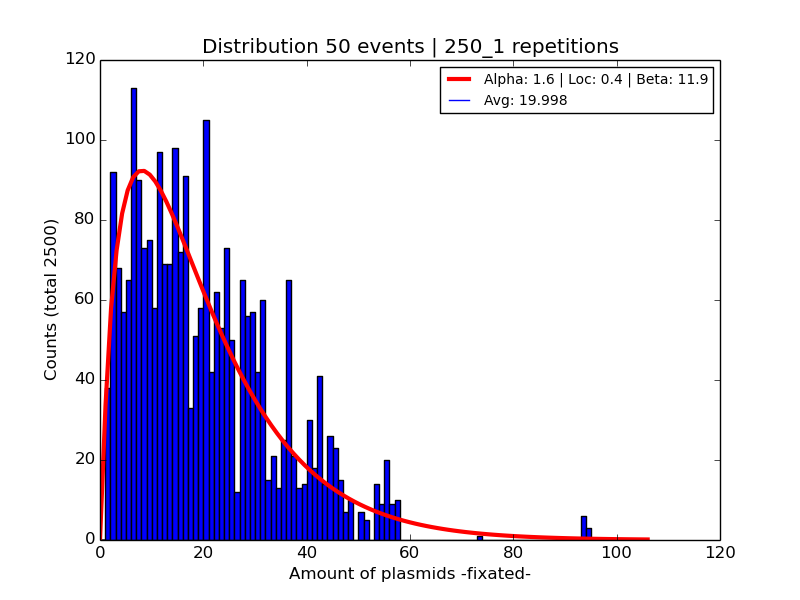 Distribution 50 events | 250_1 repetitions
Alpha: 1.6 | Loc: 0.4 | Beta: 11.9
Avg: 19.998
Counts (total 2500)
120
100
80
60
40
20
0
0 20 40 60 80 100 120
Amount of plasmids -fixated-